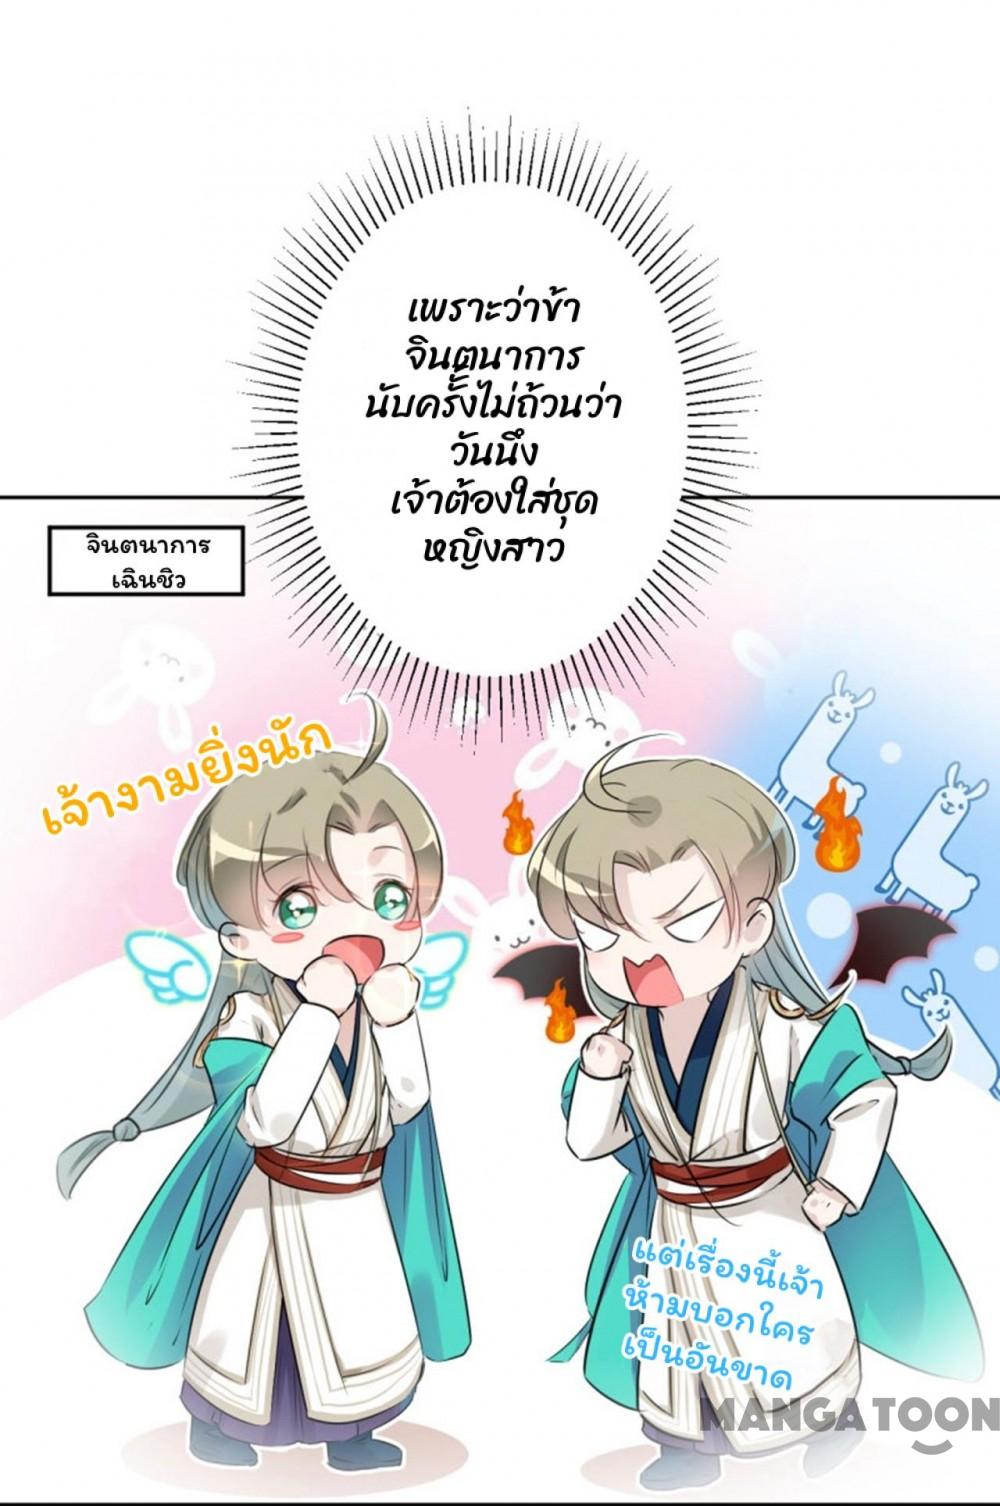 เพราะว่าข้า
จินตนาการ
นับครั้งไม่ถ้วนว่า
วันนึง
เจ้าต้องใส่ชุด
หญิงสาว
จินตนาการ
เฉินชิว
เจ้างามยิ่งนัก
แต่เรื่องนี้เจ้า
ห้ามบอกใคร
เป็นอันขาด
MANGATOON